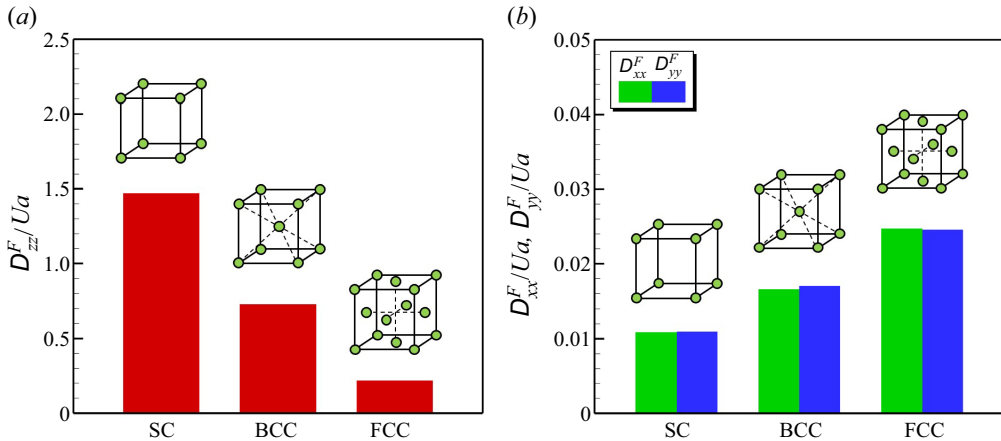 (a)
2.5
2.0
1.5
1.0
0.5
0
D^F_zz/Ua
SC
BCC
FCC
(b)
0.05
0.04
0.03
0.02
0.01
0
D^F_xx/Ua, D^F_yy/Ua
D^F_xx D^F_yy
SC
BCC
FCC